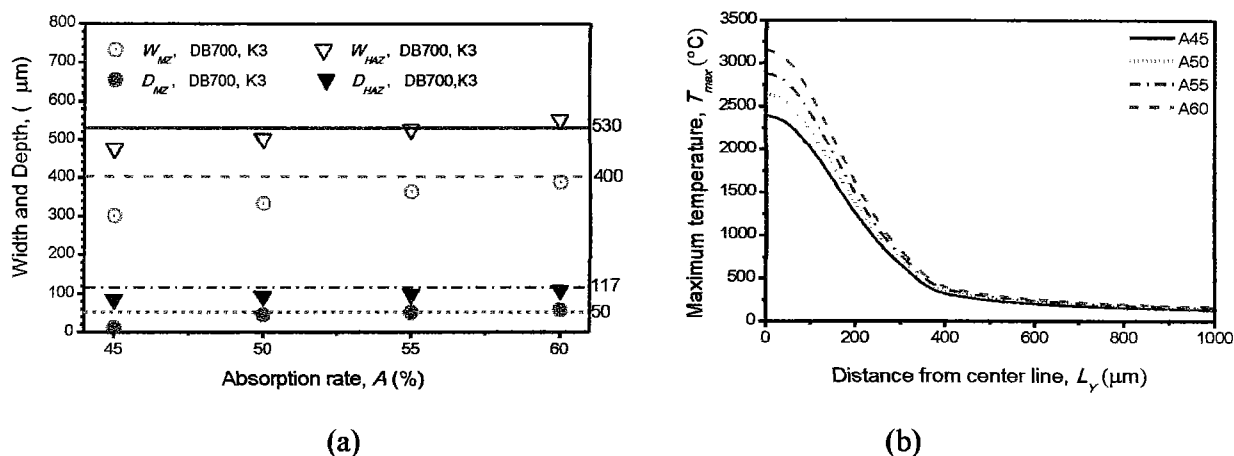 800
700
600
500
400
300
200
100
0
Width and Depth, ( μm)
W_MZ, DB700, K3
W_HAZ, DB700, K3
D_MZ, DB700, K3
D_HAZ, DB700,K3
530
400
117
50
45 50 55 60
Absorption rate, A (%)
(a)
3500
3000
2500
2000
1500
1000
500
0
Maximum temperature, T_max (°C)
A45
A50
A55
A60
0 200 400 600 800 1000
Distance from center line, L_Y (μm)
(b)